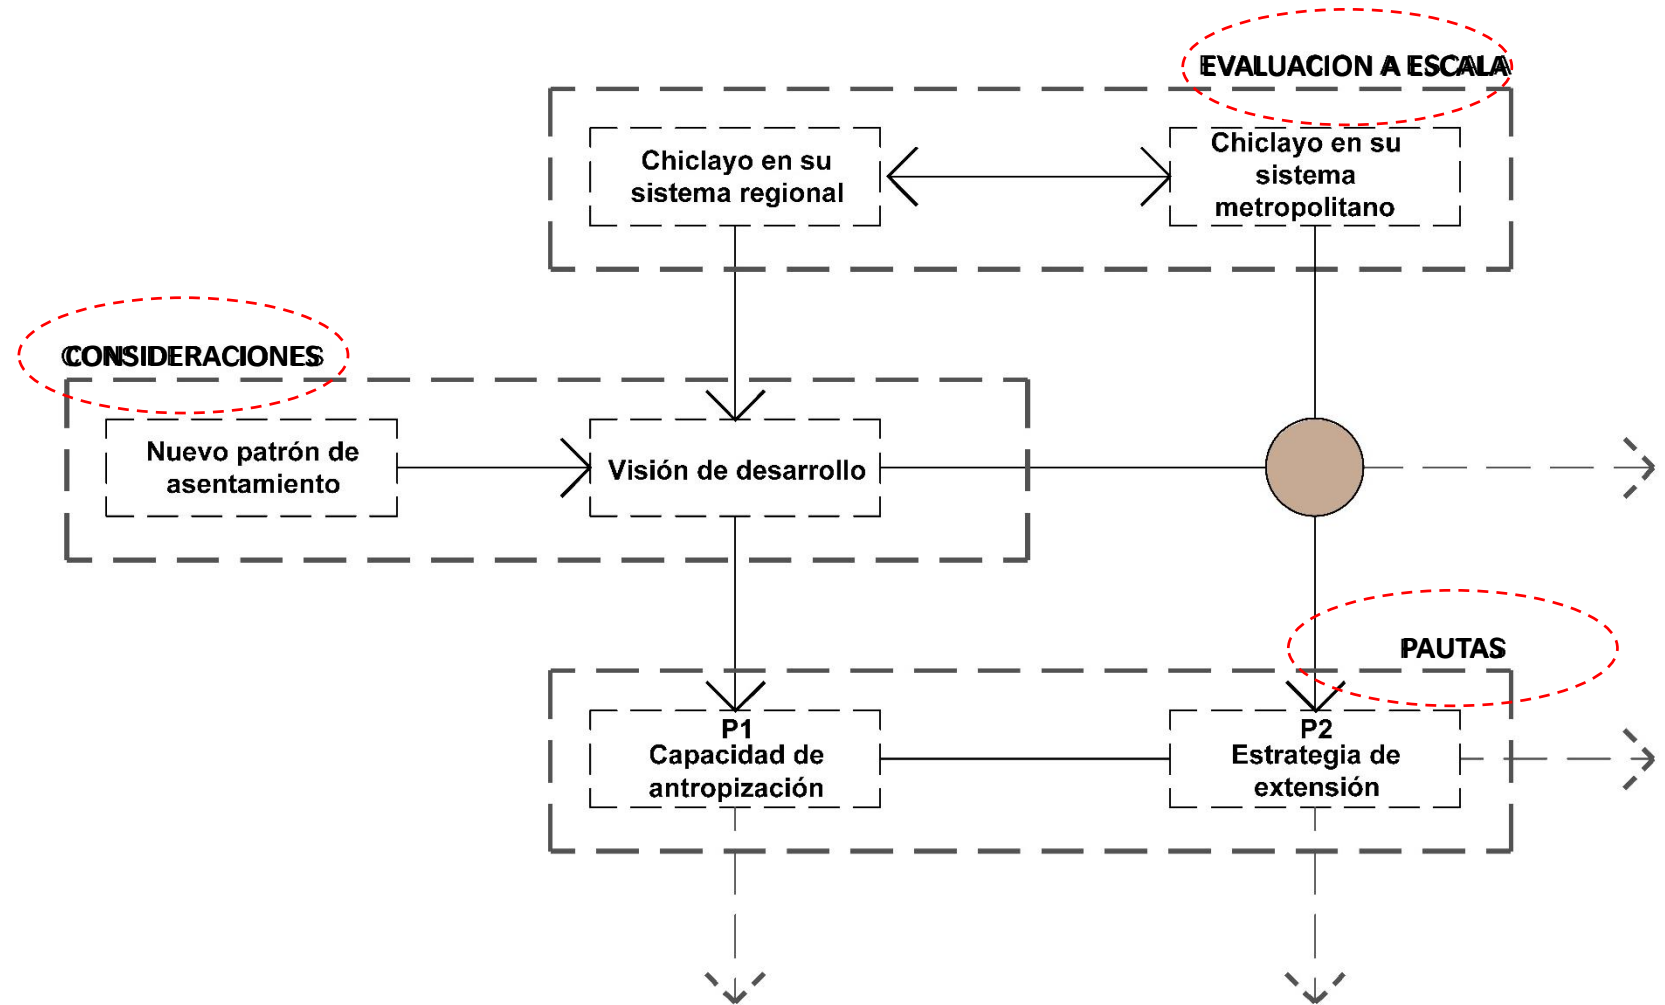 EVALUACION A ESCALA
Chiclayo en su
sistema regional
Chiclayo en su
sistema
metropolitano
CONSIDERACIONES
Nuevo patrón de
asentamiento
Visión de desarrollo
PAUTAS
P1
Capacidad de
antropización
P2
Estrategia de
extensión